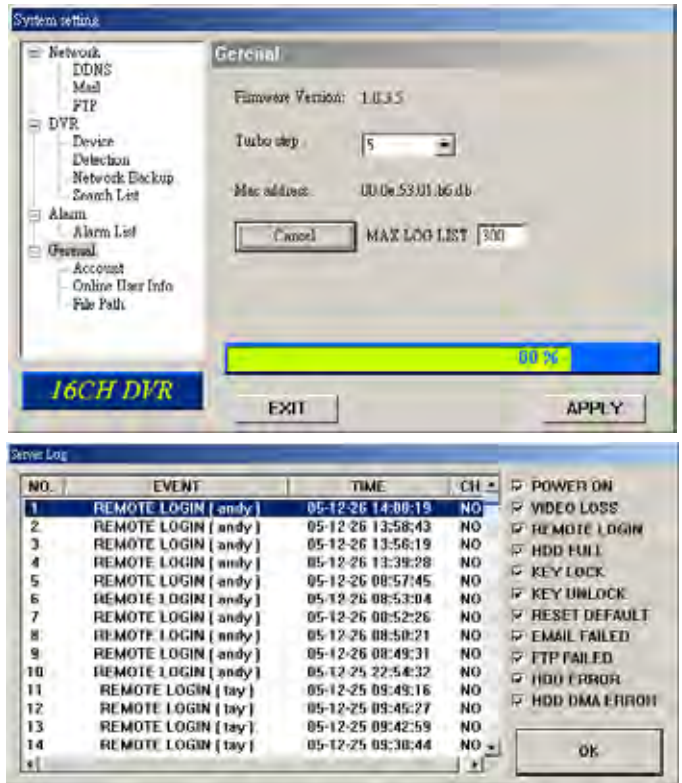 System setting
Network
DDNS
Mail
FTP
DVR
Device
Detection
Network Backup
Search List
Alarm
Alarm List
General
Account
Online User Info
File Path
16CH DVR
Gerenal
Firmware Version: 1.0.3.5
Turbo step 5
Mac address 00.0e.53.01.b6.db
Cancel MAX LOG LIST 300
80 %
EXIT APPLY
Server Log
NO. EVENT TIME CH
1 REMOTE LOGIN ( andy ) 05-12-26 14:08:19 NO
2 REMOTE LOGIN ( andy ) 05-12-26 13:58:43 NO
3 REMOTE LOGIN ( andy ) 05-12-26 13:56:19 NO
4 REMOTE LOGIN ( andy ) 05-12-26 13:39:28 NO
5 REMOTE LOGIN ( andy ) 05-12-26 08:57:45 NO
6 REMOTE LOGIN ( andy ) 05-12-26 08:53:04 NO
7 REMOTE LOGIN ( andy ) 05-12-26 08:52:26 NO
8 REMOTE LOGIN ( andy ) 05-12-26 08:50:21 NO
9 REMOTE LOGIN ( andy ) 05-12-26 08:49:31 NO
10 REMOTE LOGIN ( andy ) 05-12-25 22:54:32 NO
11 REMOTE LOGIN ( tay ) 05-12-25 09:49:16 NO
12 REMOTE LOGIN ( tay ) 05-12-25 09:45:27 NO
13 REMOTE LOGIN ( tay ) 05-12-25 09:42:59 NO
14 REMOTE LOGIN ( tay ) 05-12-25 09:38:44 NO
POWER ON
VIDEO LOSS
REMOTE LOGIN
HDD FULL
KEY LOCK
KEY UNLOCK
RESET DEFAULT
EMAIL FAILED
FTP FAILED
HDD ERROR
HDD DMA ERROR
OK